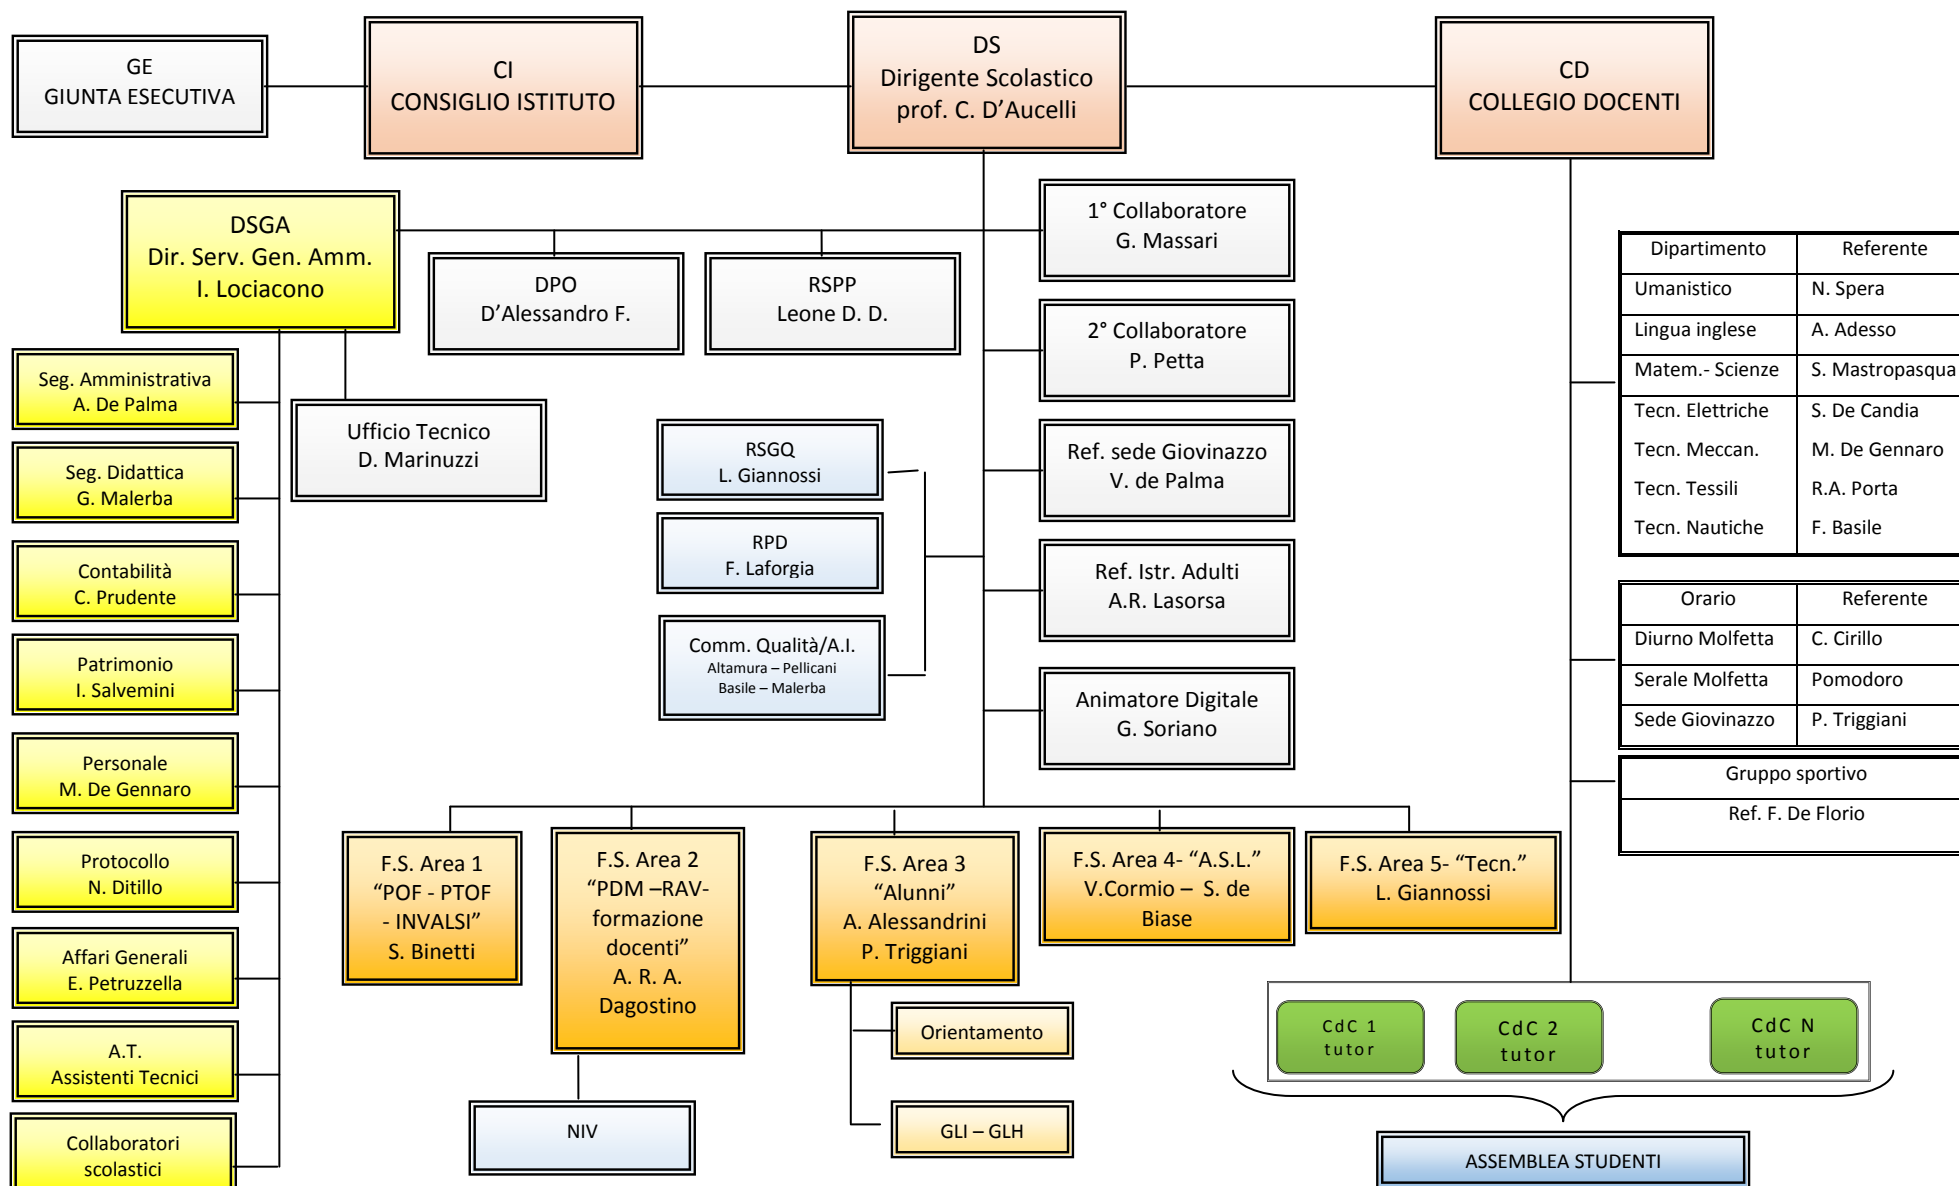 GE
GIUNTA ESECUTIVA
CI
CONSIGLIO ISTITUTO
DS
Dirigente Scolastico
prof. C. D’Aucelli
CD
COLLEGIO DOCENTI
DSGA
Dir. Serv. Gen. Amm.
I. Lociacono
DPO
D’Alessandro F.
RSPP
Leone D. D.
1° Collaboratore
G. Massari
2° Collaboratore
P. Petta
Ref. sede Giovinazzo
V. de Palma
Ref. Istr. Adulti
A.R. Lasorsa
Animatore Digitale
G. Soriano
Seg. Amministrativa
A. De Palma
Seg. Didattica
G. Malerba
Contabilità
C. Prudente
Patrimonio
I. Salvemini
Personale
M. De Gennaro
Protocollo
N. Ditillo
Affari Generali
E. Petruzzella
A.T.
Assistenti Tecnici
Collaboratori
scolastici
Ufficio Tecnico
D. Marinuzzi
RSGQ
L. Giannossi
RPD
F. Laforgia
Comm. Qualità/A.I.
Altamura – Pellicani
Basile – Malerba
Dipartimento Referente
Umanistico N. Spera
Lingua inglese A. Adesso
Matem.- Scienze S. Mastropasqua
Tecn. Elettriche S. De Candia
Tecn. Meccan. M. De Gennaro
Tecn. Tessili R.A. Porta
Tecn. Nautiche F. Basile
Orario Referente
Diurno Molfetta C. Cirillo
Serale Molfetta Pomodoro
Sede Giovinazzo P. Triggiani
Gruppo sportivo
Ref. F. De Florio
F.S. Area 1
“POF - PTOF
- INVALSI”
S. Binetti
F.S. Area 2
“PDM –RAV-
formazione
docenti”
A. R. A.
Dagostino
F.S. Area 3
“Alunni”
A. Alessandrini
P. Triggiani
F.S. Area 4- “A.S.L.”
V.Cormio – S. de
Biase
F.S. Area 5- “Tecn.”
L. Giannossi
NIV
Orientamento
GLI – GLH
CdC 1
tutor
CdC 2
tutor
CdC N
tutor
ASSEMBLEA STUDENTI